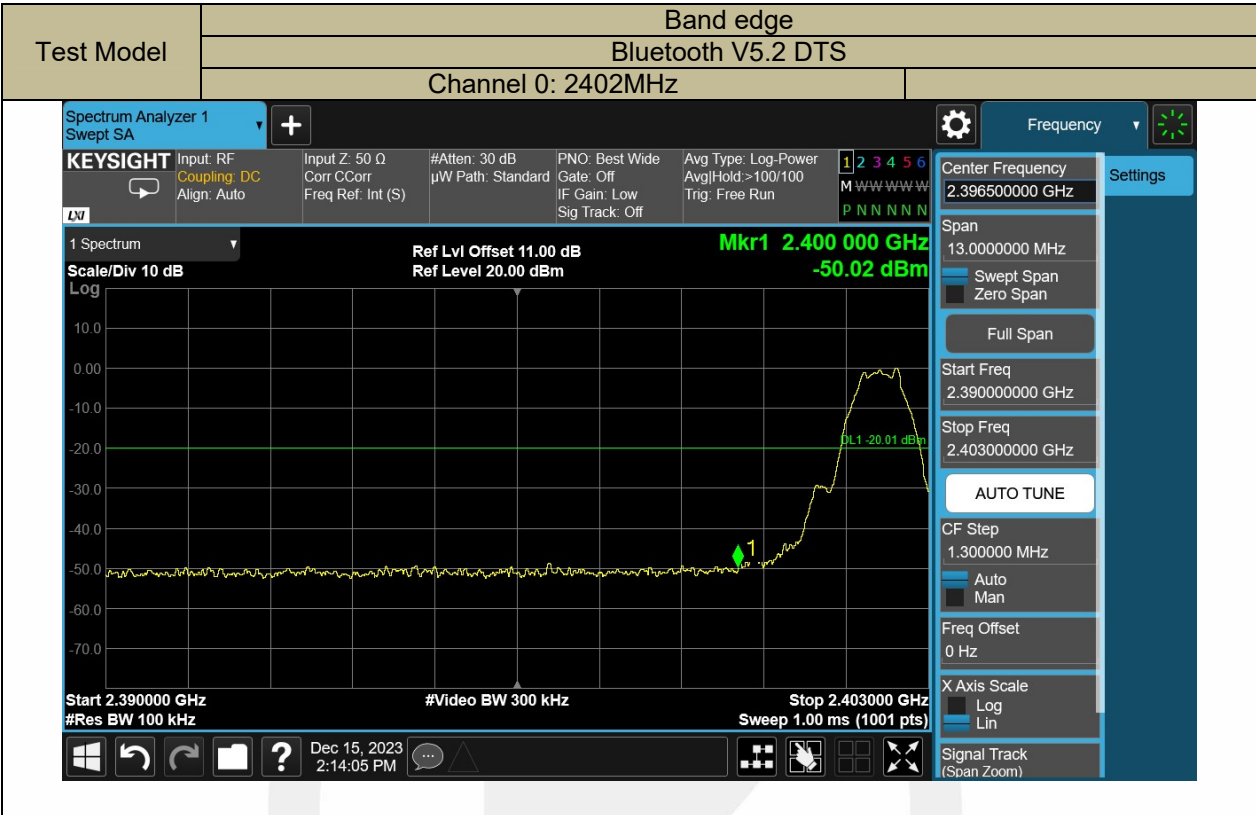 Test Model
Band edge
Bluetooth V5.2 DTS
Channel 0: 2402MHz
Spectrum Analyzer 1
Swept SA
Frequency
KEYSIGHT
LXI
Input: RF
Coupling: DC
Align: Auto
Input Z: 50 Ω
Corr CCorr
Freq Ref: Int (S)
#Atten: 30 dB
µW Path: Standard
PNO: Best Wide
Gate: Off
IF Gain: Low
Sig Track: Off
Avg Type: Log-Power
Avg|Hold:>100/100
Trig: Free Run
1 2 3 4 5 6
M W W W W W
P N N N N N
1 Spectrum
Scale/Div 10 dB
Log
Ref Lvl Offset 11.00 dB
Ref Level 20.00 dBm
Mkr1 2.400 000 GHz
-50.02 dBm
10.0
0.00
-10.0
-20.0
-30.0
-40.0
-50.0
-60.0
-70.0
DL1 -20.01 dBm
1
Start 2.390000 GHz
#Res BW 100 kHz
#Video BW 300 kHz
Stop 2.403000 GHz
Sweep 1.00 ms (1001 pts)
Dec 15, 2023
2:14:05 PM
Center Frequency
2.396500000 GHz
Settings
Span
13.0000000 MHz
Swept Span
Zero Span
Full Span
Start Freq
2.390000000 GHz
Stop Freq
2.403000000 GHz
AUTO TUNE
CF Step
1.300000 MHz
Auto
Man
Freq Offset
0 Hz
X Axis Scale
Log
Lin
Signal Track
(Span Zoom)